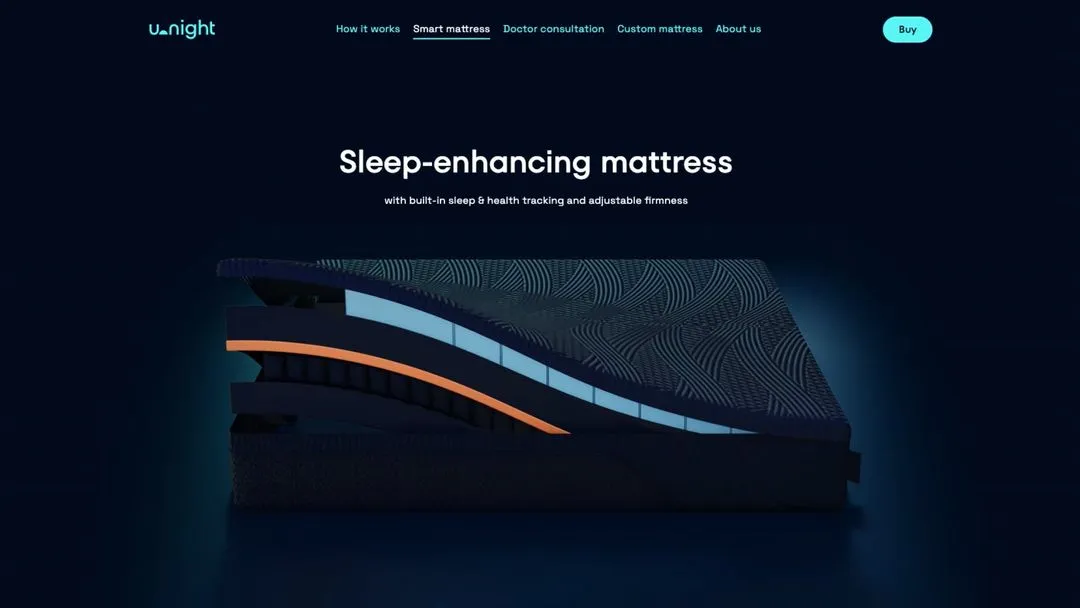 u night
How it works
Smart mattress
Doctor consultation
Custom mattress
About us
Buy
Sleep-enhancing mattress
with built-in sleep & health tracking and adjustable firmness